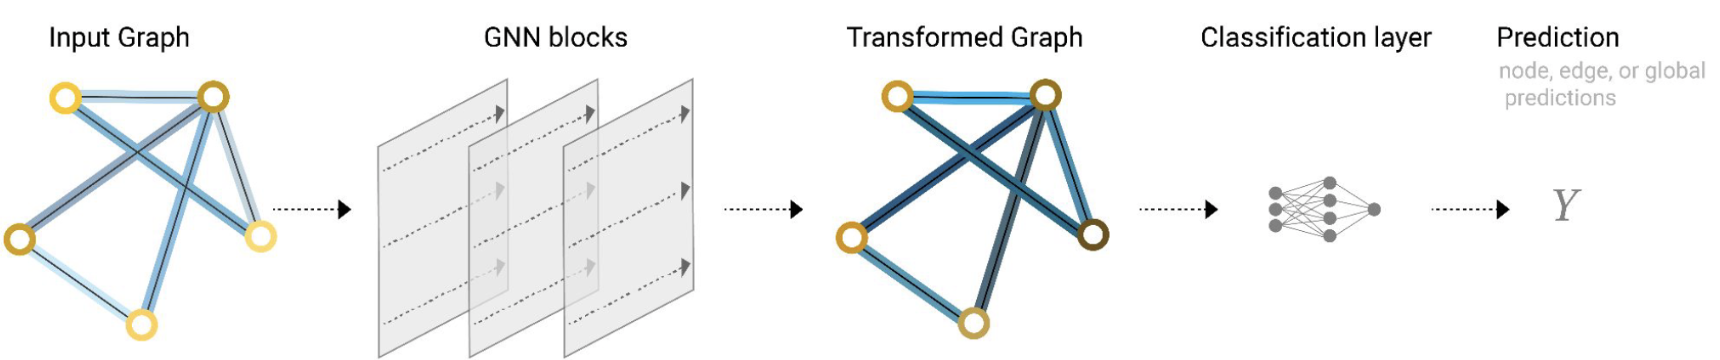 Input Graph
GNN blocks
Transformed Graph
Classification layer
Prediction
node, edge, or global
predictions
Y